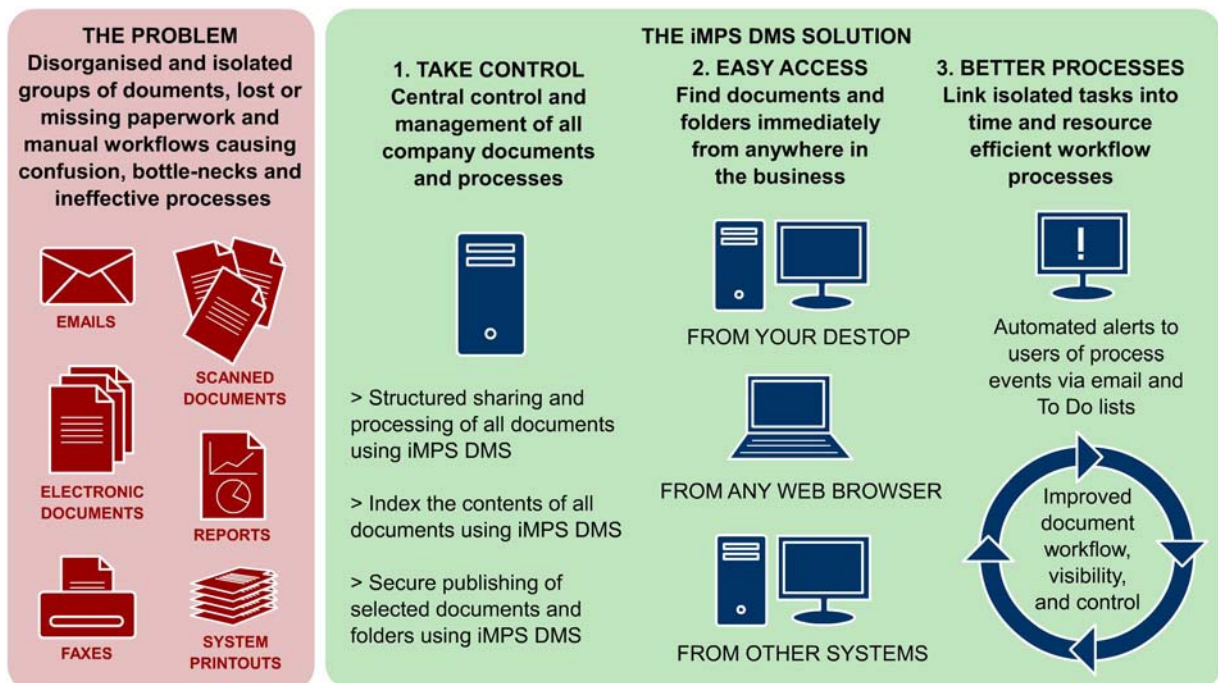 THE PROBLEM
Disorganised and isolated
groups of douments, lost or
missing paperwork and
manual workflows causing
confusion, bottle-necks and
ineffective processes
EMAILS
SCANNED
DOCUMENTS
ELECTRONIC
DOCUMENTS
REPORTS
FAXES
SYSTEM
PRINTOUTS
THE iMPS DMS SOLUTION
1. TAKE CONTROL
Central control and
management of all
company documents
and processes
> Structured sharing and
processing of all documents
using iMPS DMS
> Index the contents of all
documents using iMPS DMS
> Secure publishing of
selected documents and
folders using iMPS DMS
2. EASY ACCESS
Find documents and
folders immediately
from anywhere in
the business
FROM YOUR DESTOP
FROM ANY WEB BROWSER
FROM OTHER SYSTEMS
3. BETTER PROCESSES
Link isolated tasks into
time and resource
efficient workflow
processes
!
Automated alerts to
users of process
events via email and
To Do lists
Improved
document
workflow,
visibility,
and control